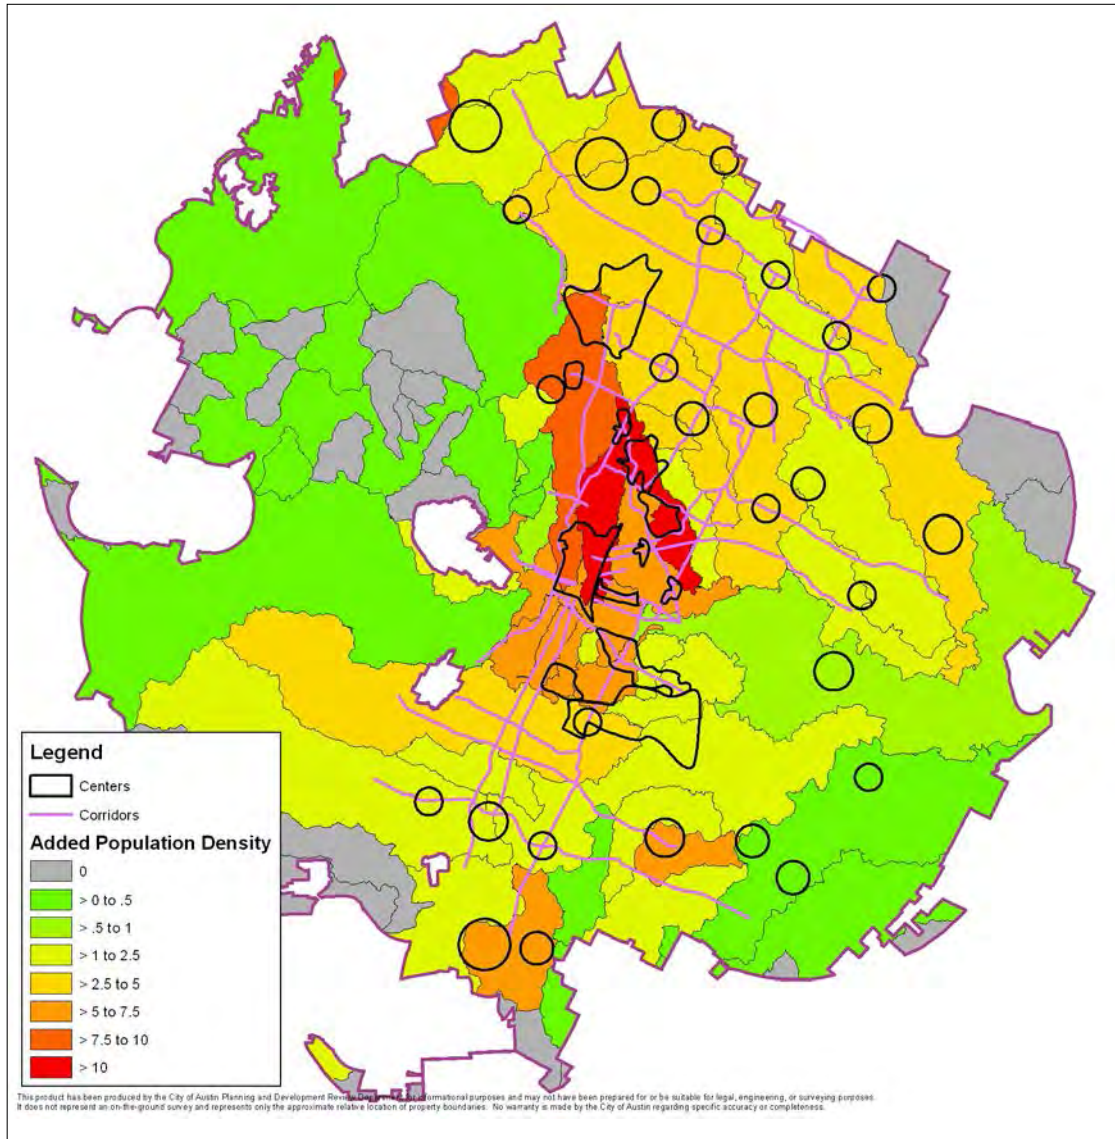 Legend
Centers
Corridors
Added Population Density
0
> 0 to .5
> .5 to 1
> 1 to 2.5
> 2.5 to 5
> 5 to 7.5
> 7.5 to 10
> 10
This product has been produced by the City of Austin Planning and Development Review for informational purposes and may not have been prepared for or be suitable for legal, engineering, or surveying purposes.
It does not represent an on-the-ground survey and represents only the approximate relative location of property boundaries. No warranty is made by the City of Austin regarding specific accuracy or completeness.